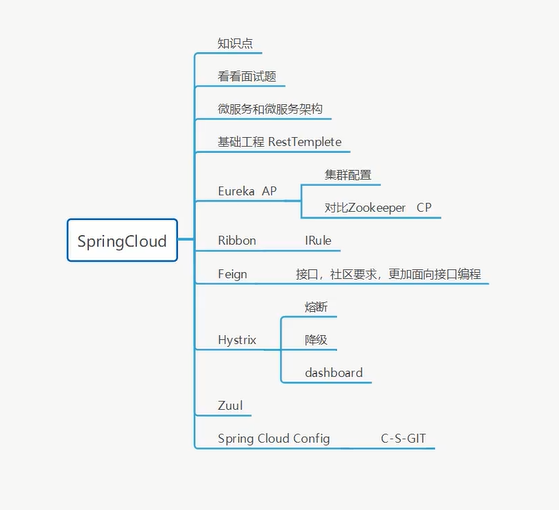 知识点
看看面试题
微服务和微服务架构
基础工程 RestTemplete
集群配置
Eureka AP
对比Zookeeper CP
SpringCloud
Ribbon IRule
Feign 接口，社区要求，更加面向接口编程
熔断
Hystrix 降级
dashboard
Zuul
Spring Cloud Config C-S-GIT